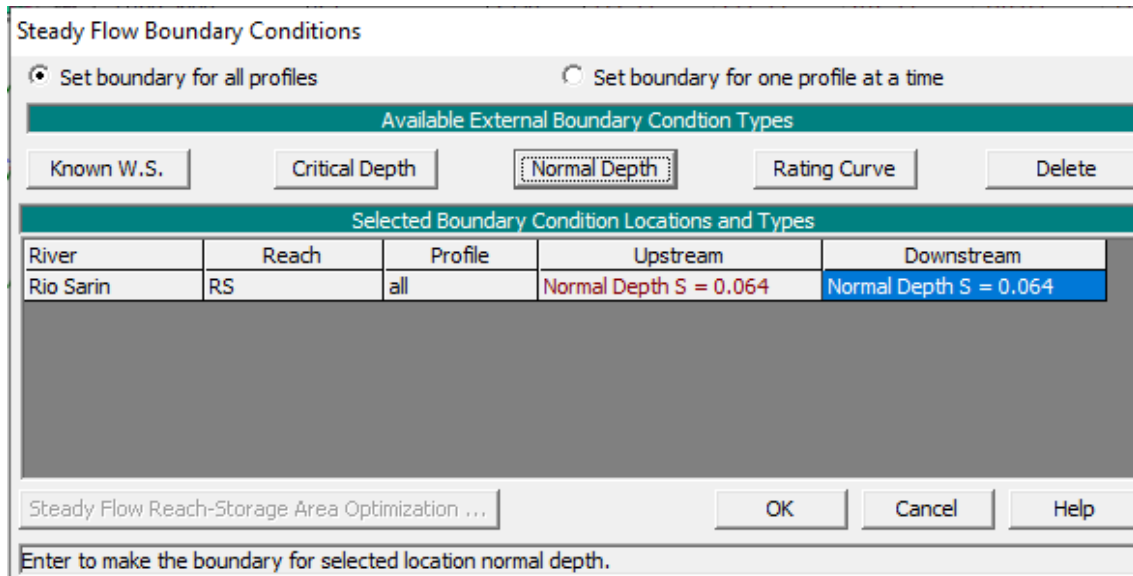 Steady Flow Boundary Conditions
Set boundary for all profiles Set boundary for one profile at a time
Available External Boundary Condtion Types
Known W.S. Critical Depth Normal Depth Rating Curve Delete
Selected Boundary Condition Locations and Types
River Reach Profile Upstream Downstream
Rio Sarin RS all Normal Depth S = 0.064 Normal Depth S = 0.064
Steady Flow Reach-Storage Area Optimization ... OK Cancel Help
Enter to make the boundary for selected location normal depth.